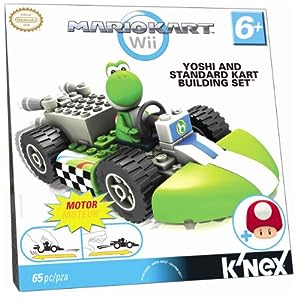 MARIOKART
Wii
6+
YOSHI AND
STANDARD KART
BUILDING SET
MOTOR
MOTEUR
65 pc/pza
K'NEX